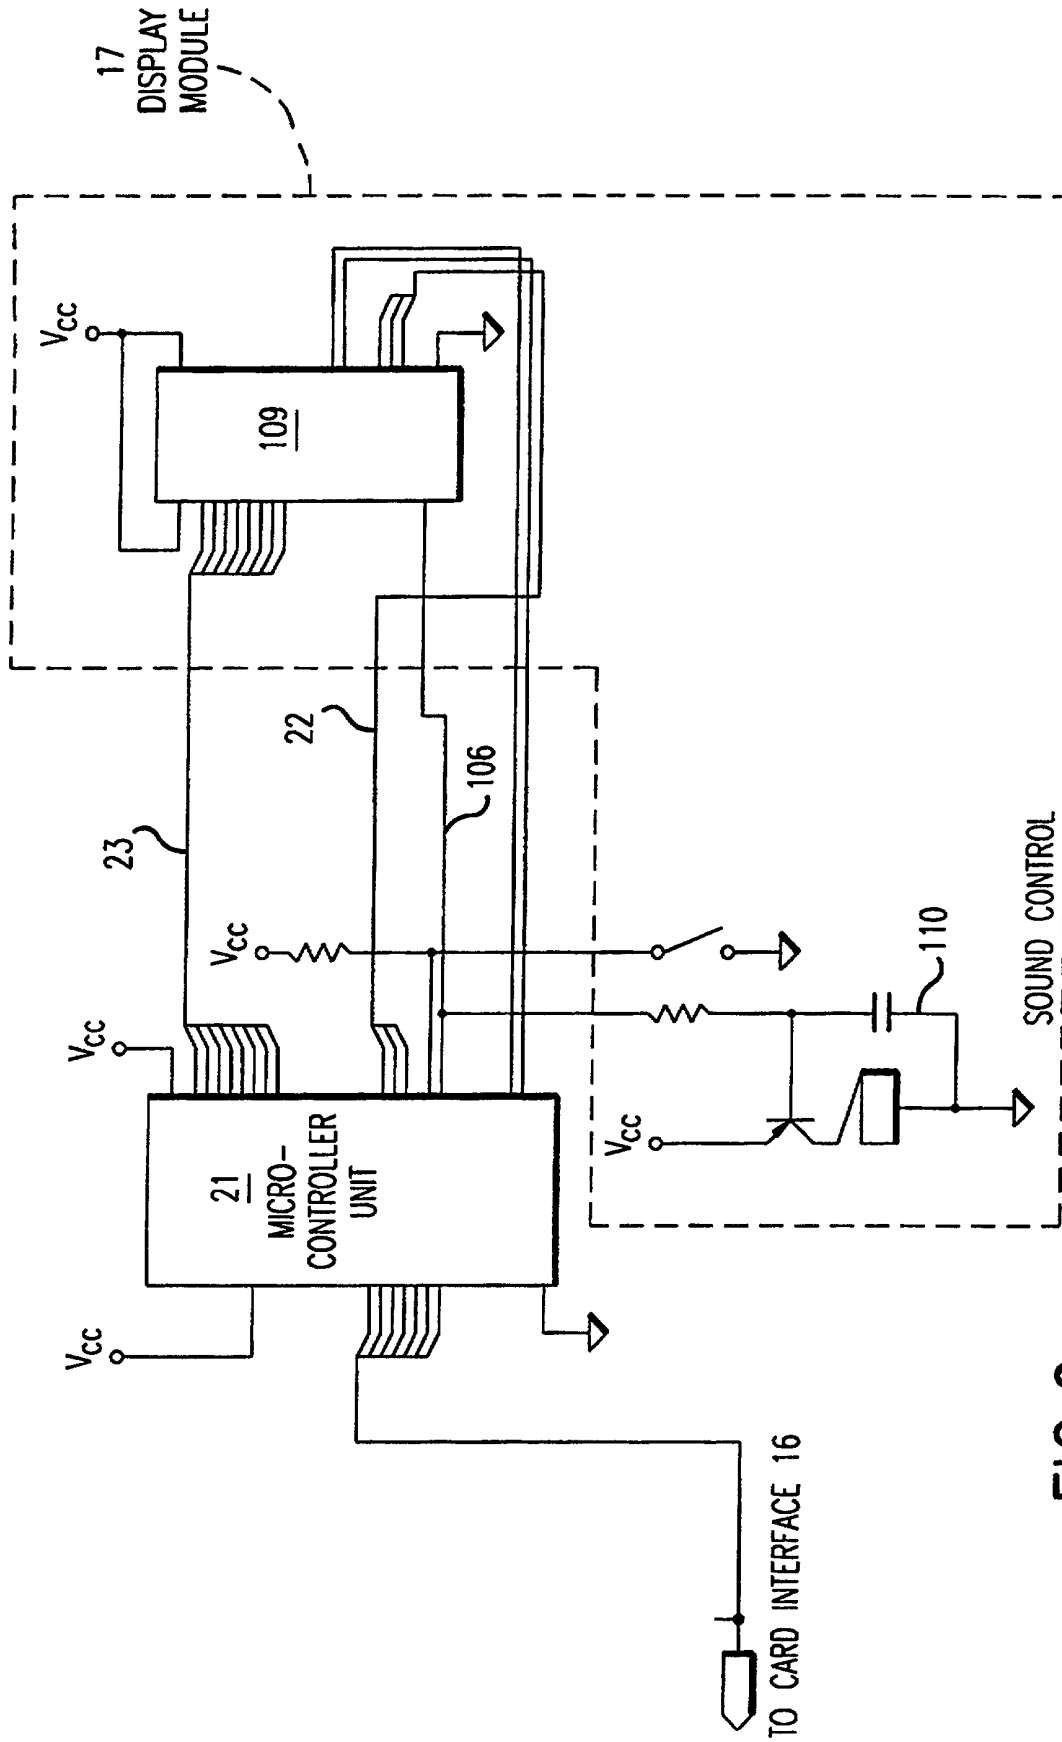 17
DISPLAY
MODULE
VCC
109
23
22
106
VCC
VCC
21
MICRO-
CONTROLLER
UNIT
VCC
110
SOUND CONTROL
VCC
TO CARD INTERFACE 16